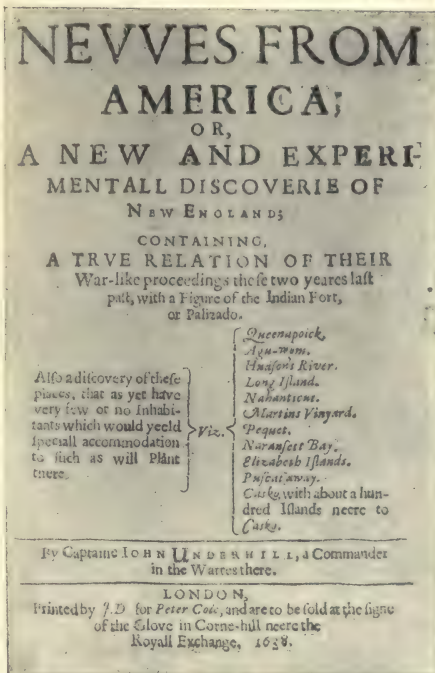 NEVVES FROM
AMERICA;
OR,
A NEW AND EXPERI-
MENTALL DISCOVERIE OF
NEW ENGLAND;
CONTAINING,
A TRVE RELATION OF THEIR
War-like proceedings theſe two yeares laſt
paſt, with a Figure of the Indian Fort,
or Palizado.
Alſo a diſcovery of theſe
places, that as yet have
very few or no Inhabi-
tants which would yeeld
ſpeciall accommodation
to ſuch as will Plant
there.
Viz.
Queenapoick.
Agu-wom.
Hudſons River.
Long Iſland.
Nahanticut.
Martins Vinyard.
Pequet.
Naranſett Bay.
Elizabeth Iſlands.
Puſcataway.
Casko, with about a hun-
dred Iſlands neere to
Casko.
By Captaine IOHN UNDERHILL, a Commander
in the Warres there.
LONDON,
Printed by J.D for Peter Cole, and are to be ſold at the ſigne
of the Glove in Corne-hill neere the
Royall Exchange, 1638.